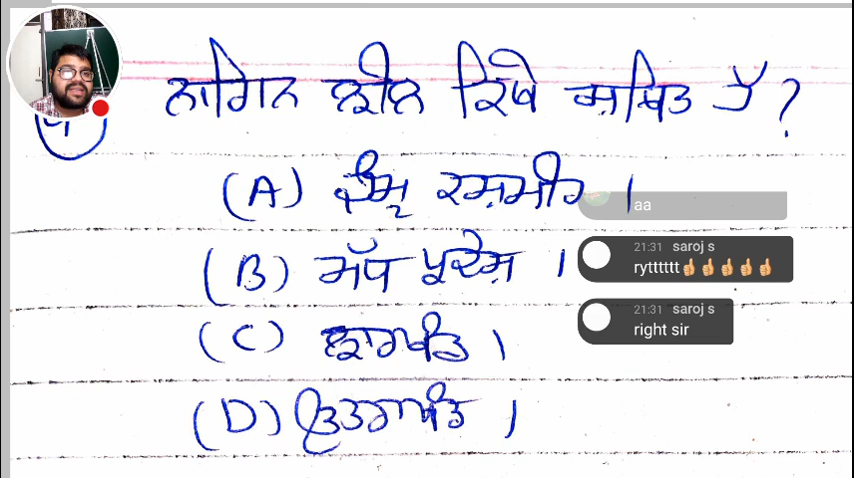 ਨਾਗਿਨ ਝੀਲ ਕਿੱਥੇ ਸਥਿਤ ਹੈ ?
(A) ਜੰਮੂ ਕਸ਼ਮੀਰ ।
aa
(B) ਮੱਧ ਪ੍ਰਦੇਸ਼ ।
21:31 saroj s
rytttttt👍👍👍👍👍
(C) ਝਾਰਖੰਡ ।
21:31 saroj s
right sir
(D) ਉਤਰਾਖੰਡ ।